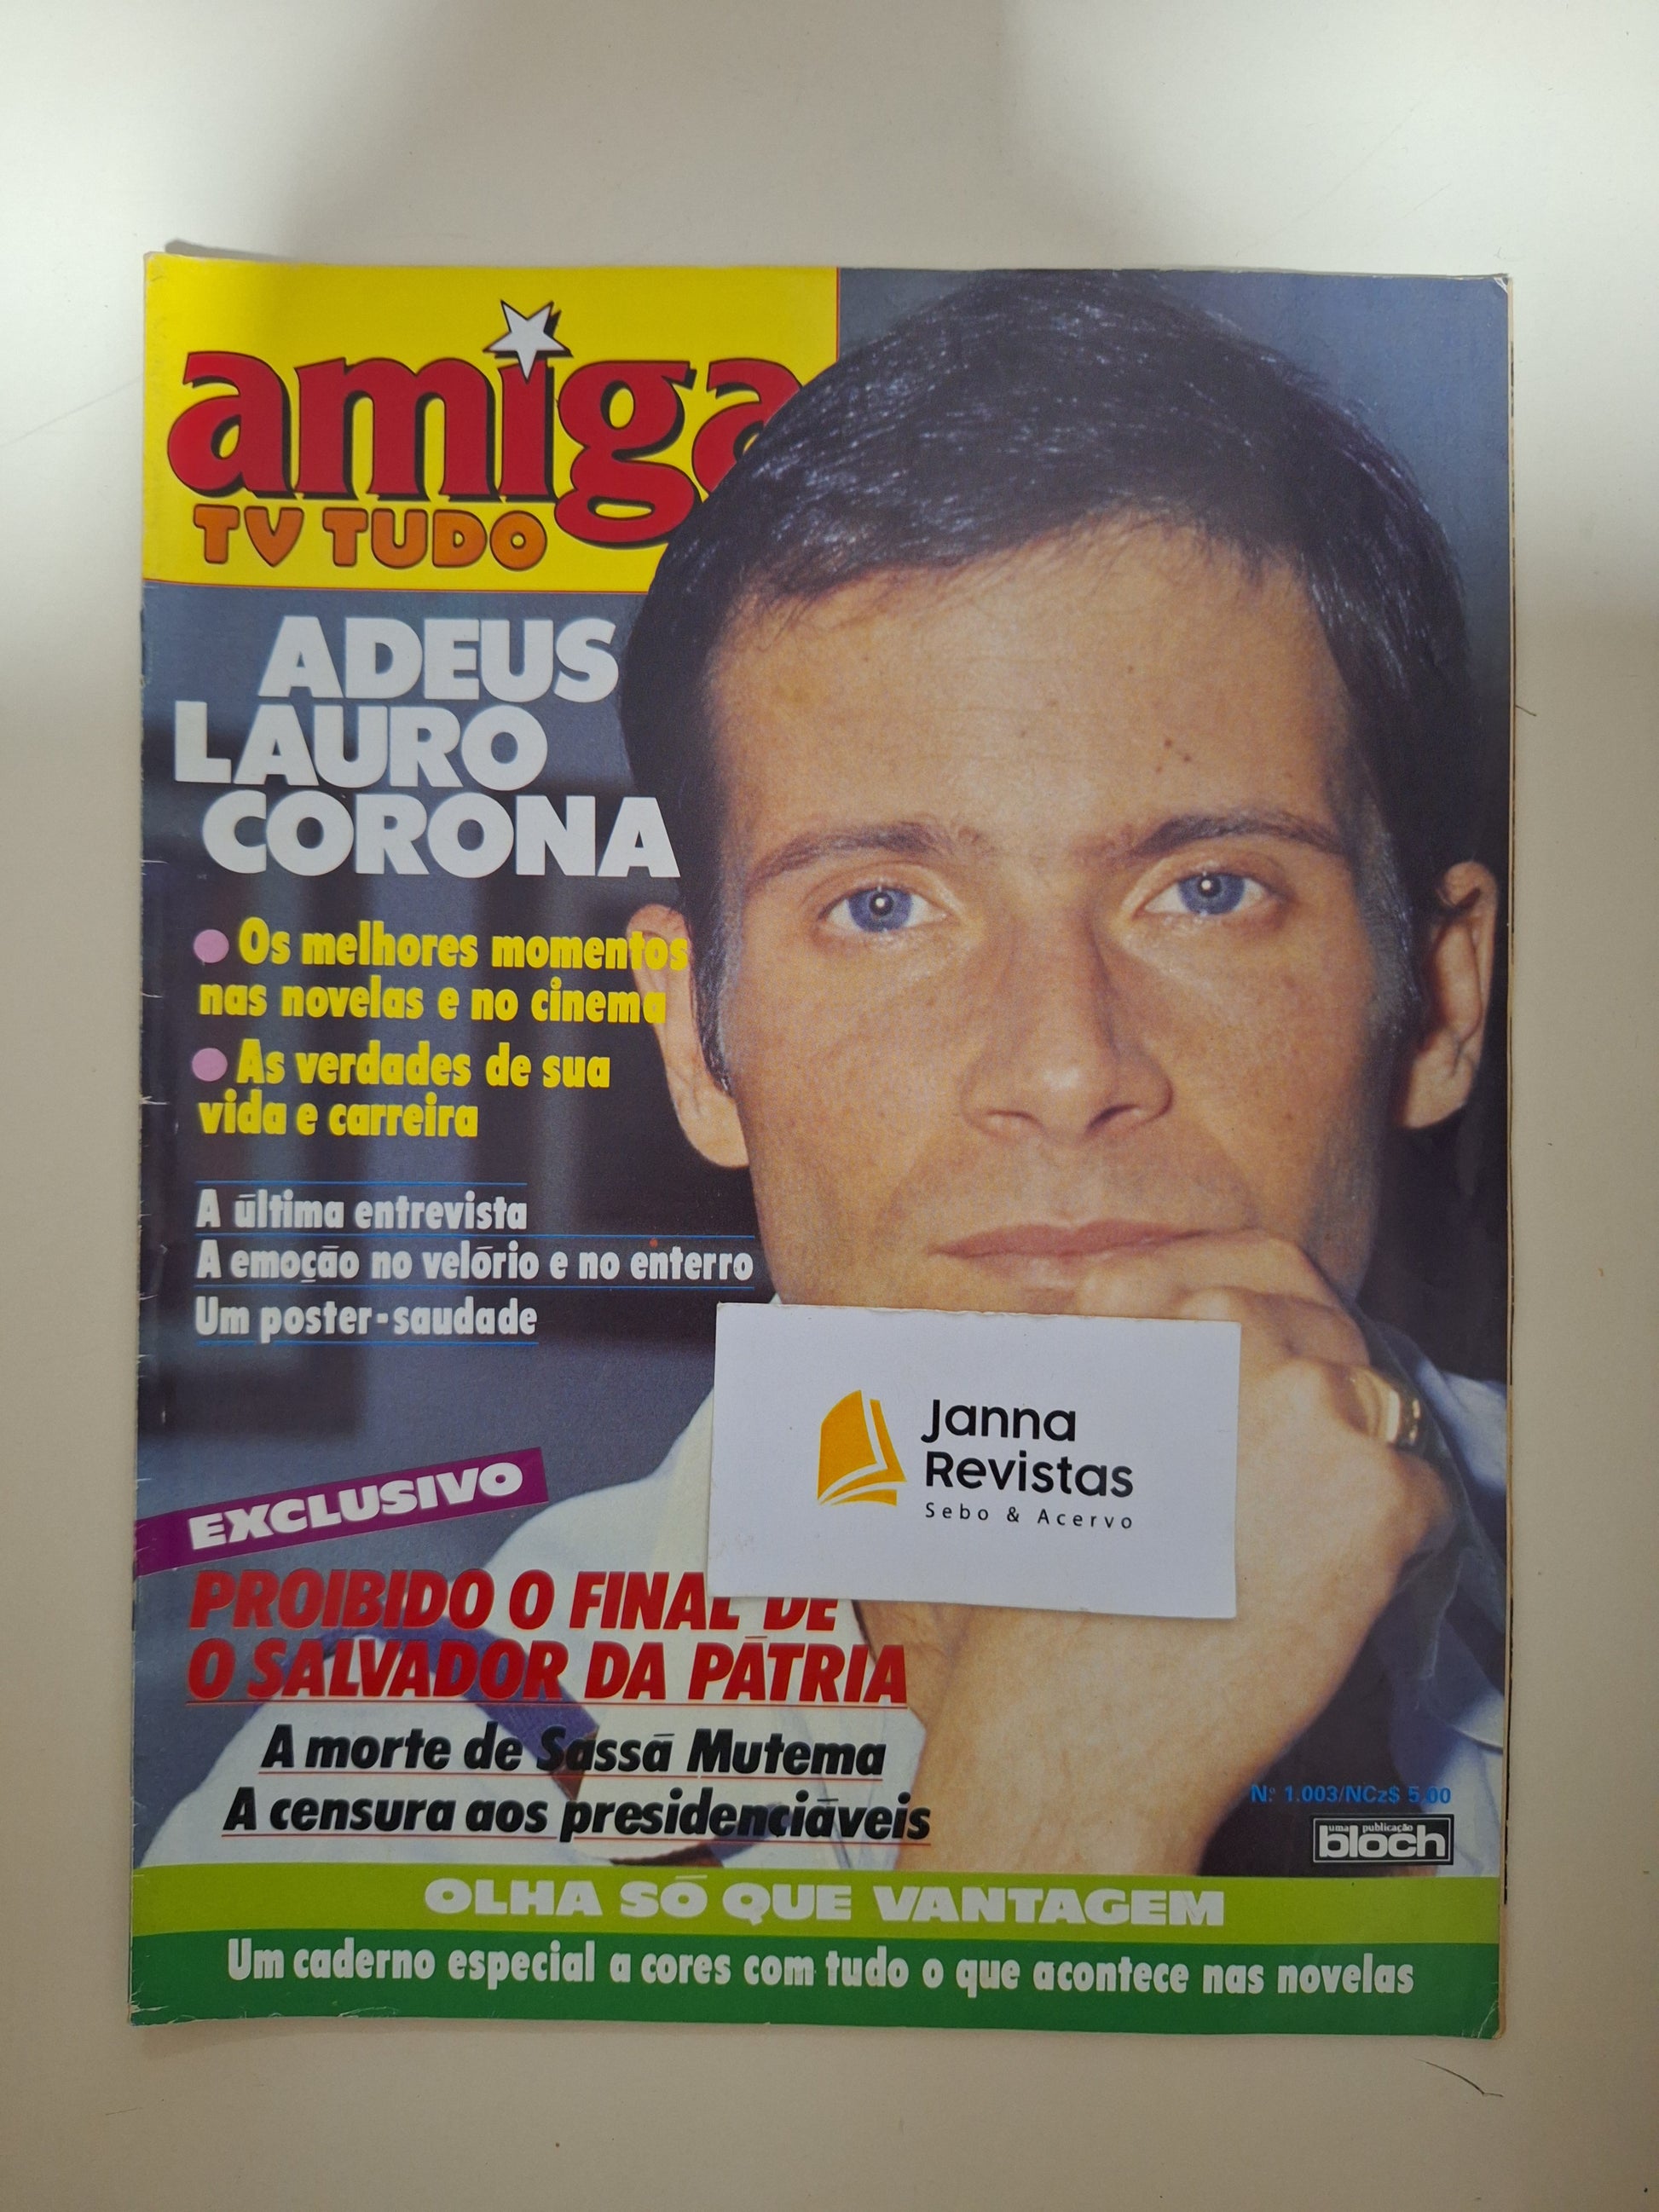 amiga
TV TUDO
ADEUS
LAURO
CORONA
Os melhores momentos
nas novelas e no cinema
As verdades de sua
vida e carreira
A última entrevista
A emoção no velório e no enterro
Um poster-saudade
Janna
Revistas
Sebo & Acervo
EXCLUSIVO
PROIBIDO O FINAL DE
O SALVADOR DA PÁTRIA
A morte de Sassá Mutema
A censura aos presidenciáveis
Nº 1.003/NCz$ 5,00
uma publicação
bloch
OLHA SÓ QUE VANTAGEM
Um caderno especial a cores com tudo o que acontece nas novelas